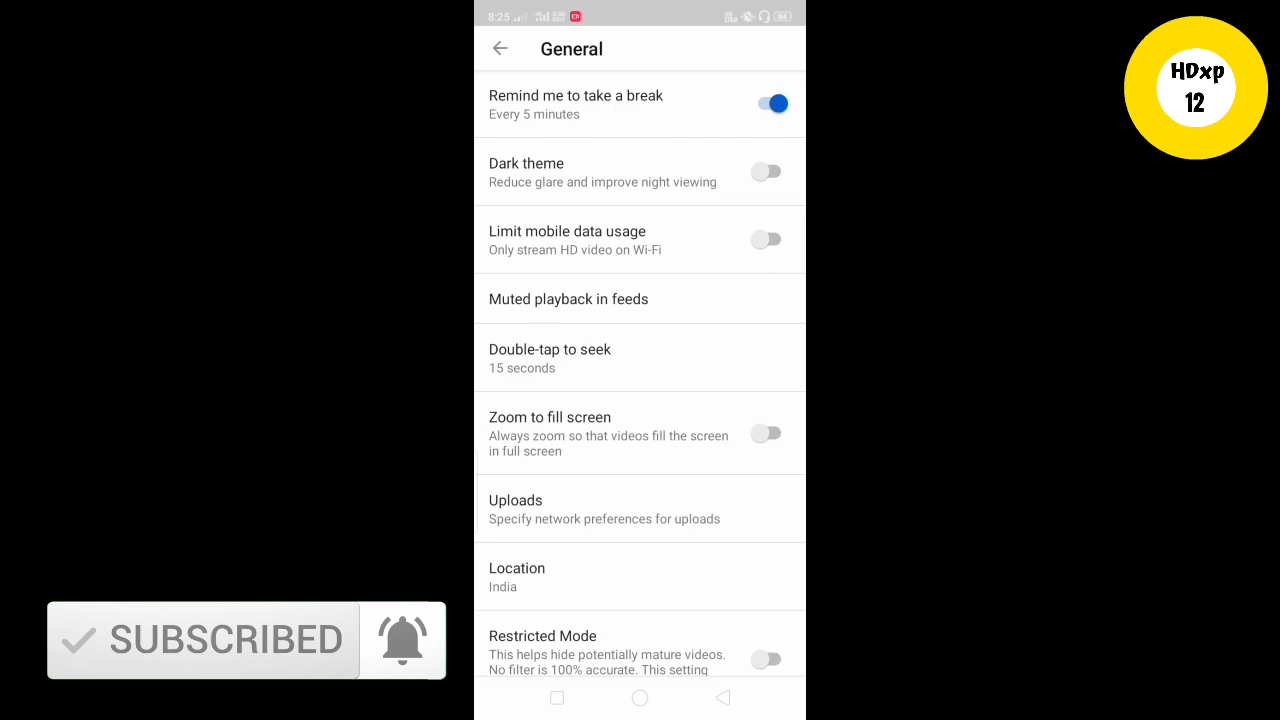 8:25
General
HDxp
12
Remind me to take a break
Every 5 minutes
Dark theme
Reduce glare and improve night viewing
Limit mobile data usage
Only stream HD video on Wi-Fi
Muted playback in feeds
Double-tap to seek
15 seconds
Zoom to fill screen
Always zoom so that videos fill the screen
in full screen
Uploads
Specify network preferences for uploads
Location
India
Restricted Mode
This helps hide potentially mature videos.
No filter is 100% accurate. This setting
SUBSCRIBED